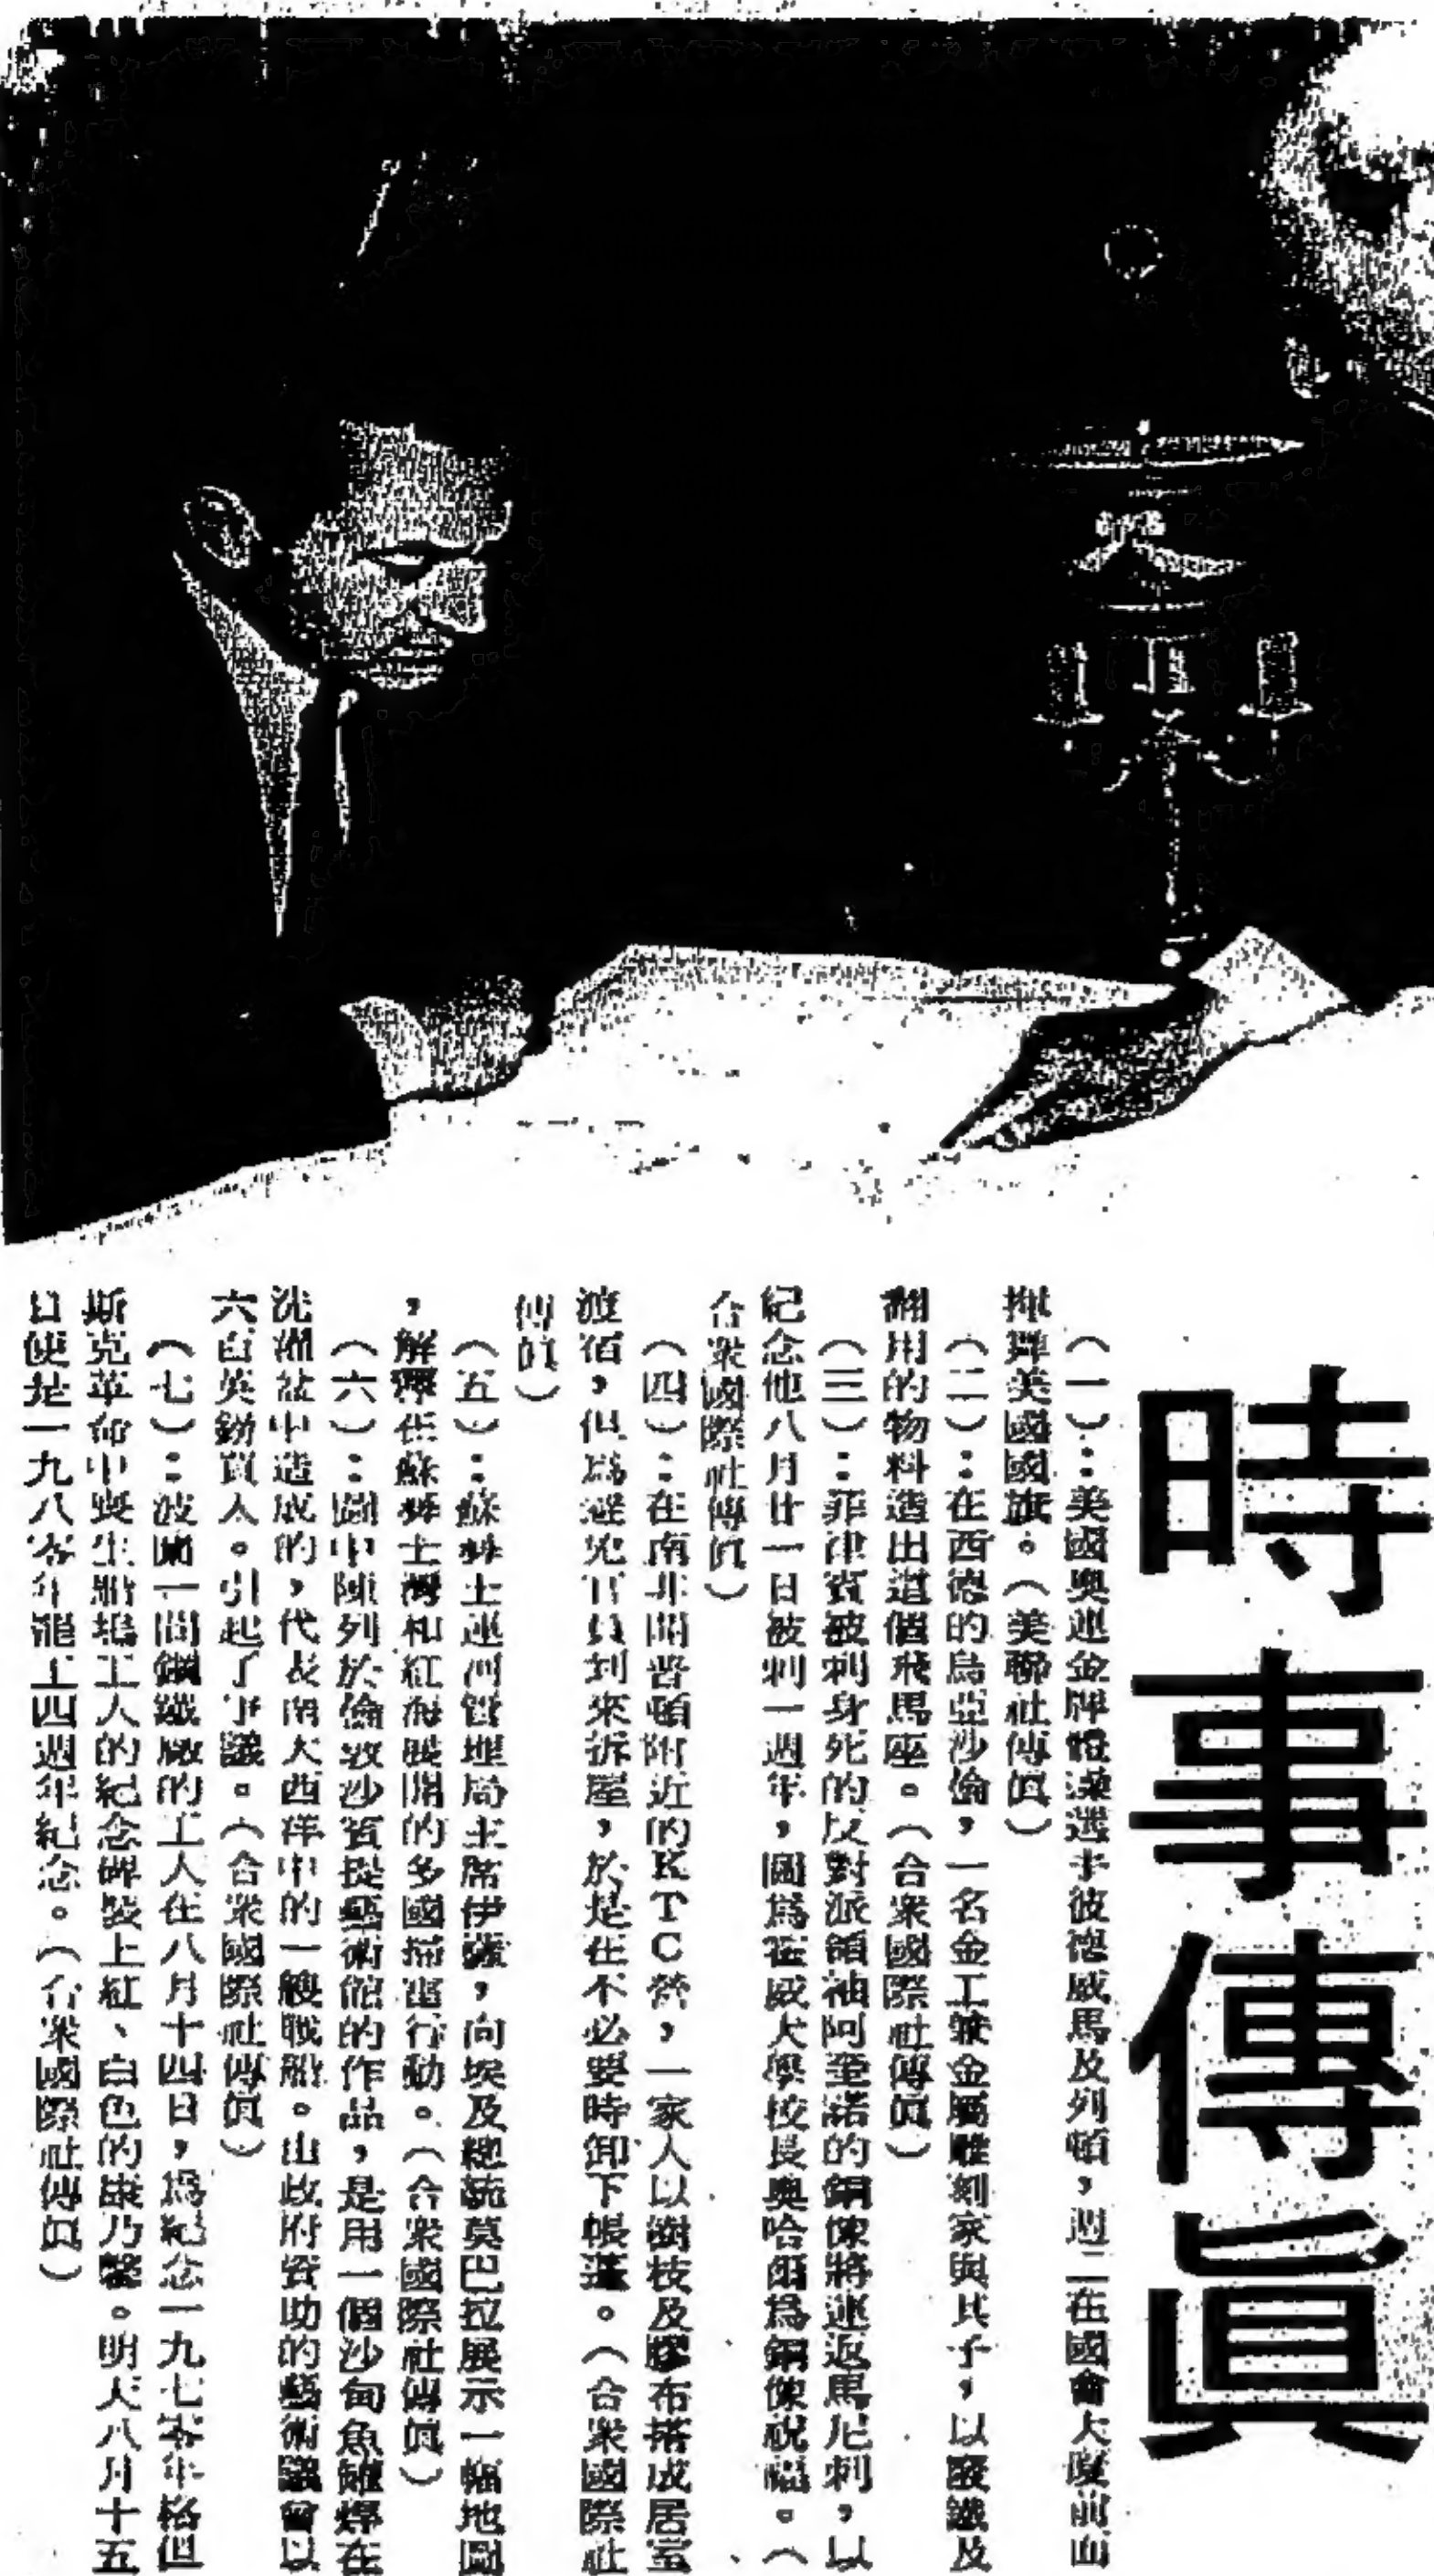 時事傳眞
（一）：美國奧運金牌體操選手彼德威馬及列頓，週二在國會大廈前面
揮舞美國國旗。（美聯社傳眞）
（二）：在西德的烏亞沙倫，一名金工兼金屬雕刻家與其子，以廢鐵及
棚用的物料造出這個飛馬座。（合衆國際社傳眞）
（三）：菲律賓被刺身死的反對派領袖阿奎諾的銅像將運返馬尼剌，以
紀念他八月廿一日被刺一週年，圖爲崔威大學校長奧哈爾爲銅像祝福。（
合衆國際社傳眞）
（四）：在南非開普頓附近的ＫＴＣ營，一家人以樹枝及膠布搭成居室
渡宿，但爲避免官員到來拆屋，於是在不必要時卸下帳蓬。（合衆國際社
傳眞）
（五）：蘇彝士運河管理局主席伊薩，向埃及總統莫巴拉展示一幅地圖
，解釋在蘇彝士灣和紅海展開的多國掃雷行動。（合衆國際社傳眞）
（六）：圖中陳列於倫敦沙賓提藝術館的作品，是用一個沙甸魚罐焊在
洗滌盆中造成的，代表南大西洋中的一艘戰船。由政府資助的藝術議會以
六百英鎊買入。引起了爭議。（合衆國際社傳眞）
（七）：波蘭一間鋼鐵廠的工人在八月十四日，爲紀念一九七零年格但
斯克革命中喪生船塢工人的紀念碑髮上紅、白色的康乃馨。明天八月十五
日便是一九八零年罷工四週年紀念。（合衆國際社傳眞）